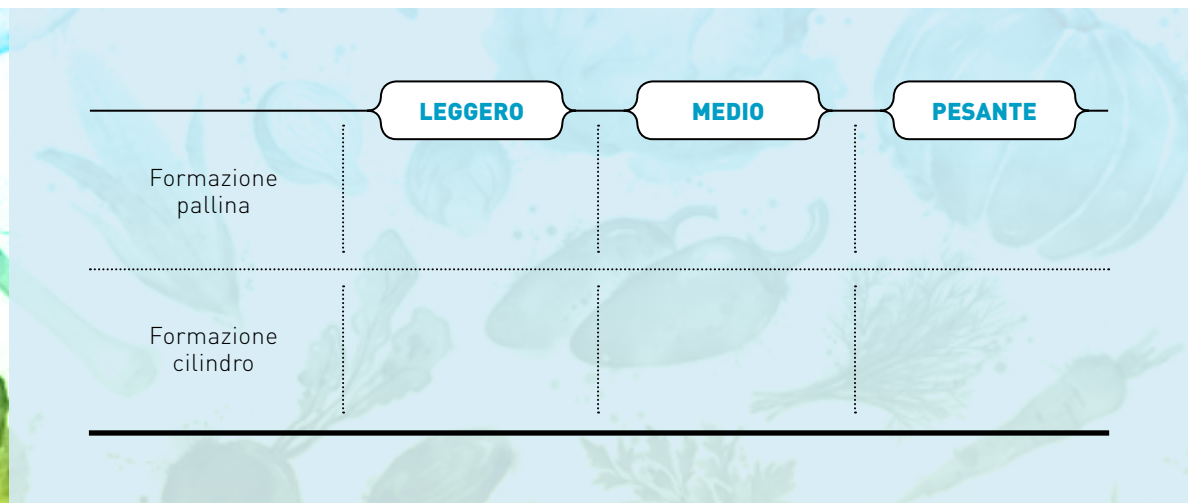 LEGGERO MEDIO PESANTE
Formazione
pallina
Formazione
cilindro